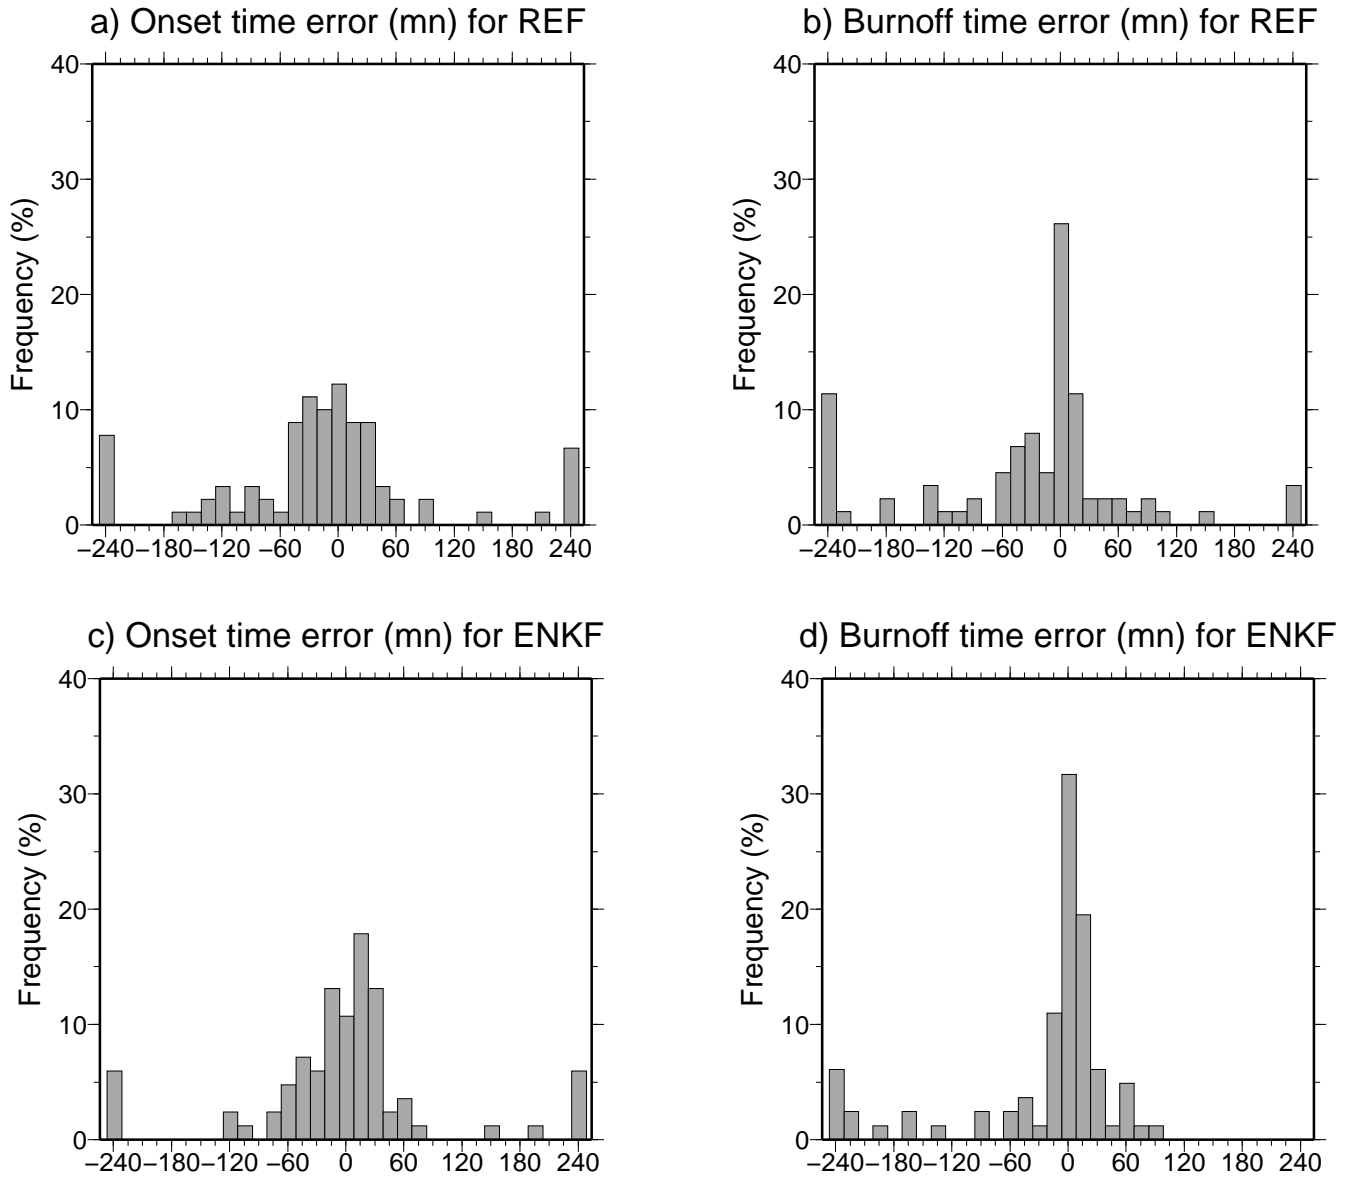 a) Onset time error (mn) for REF
b) Burnoff time error (mn) for REF
40
30
20
10
0
Frequency (%)
−240 −180 −120 −60 0 60 120 180 240
40
30
20
10
0
Frequency (%)
−240 −180 −120 −60 0 60 120 180 240
c) Onset time error (mn) for ENKF
d) Burnoff time error (mn) for ENKF
40
30
20
10
0
Frequency (%)
−240 −180 −120 −60 0 60 120 180 240
40
30
20
10
0
Frequency (%)
−240 −180 −120 −60 0 60 120 180 240